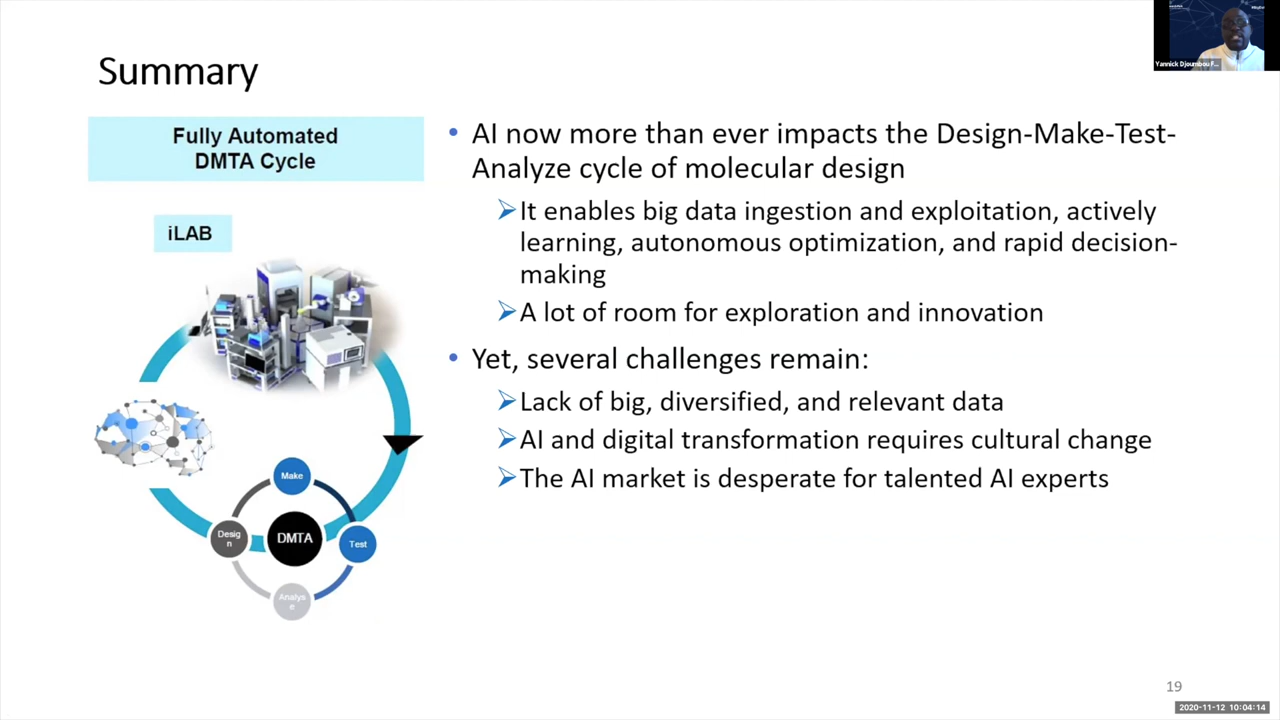 Summary
Fully Automated
DMTA Cycle
iLAB
Make
Desig
n
DMTA
Test
Analys
e
• AI now more than ever impacts the Design-Make-Test-
Analyze cycle of molecular design
It enables big data ingestion and exploitation, actively
learning, autonomous optimization, and rapid decision-
making
A lot of room for exploration and innovation
• Yet, several challenges remain:
Lack of big, diversified, and relevant data
AI and digital transformation requires cultural change
The AI market is desperate for talented AI experts
Yannick Djoumbou F...
19
2020-11-12 10:04:14